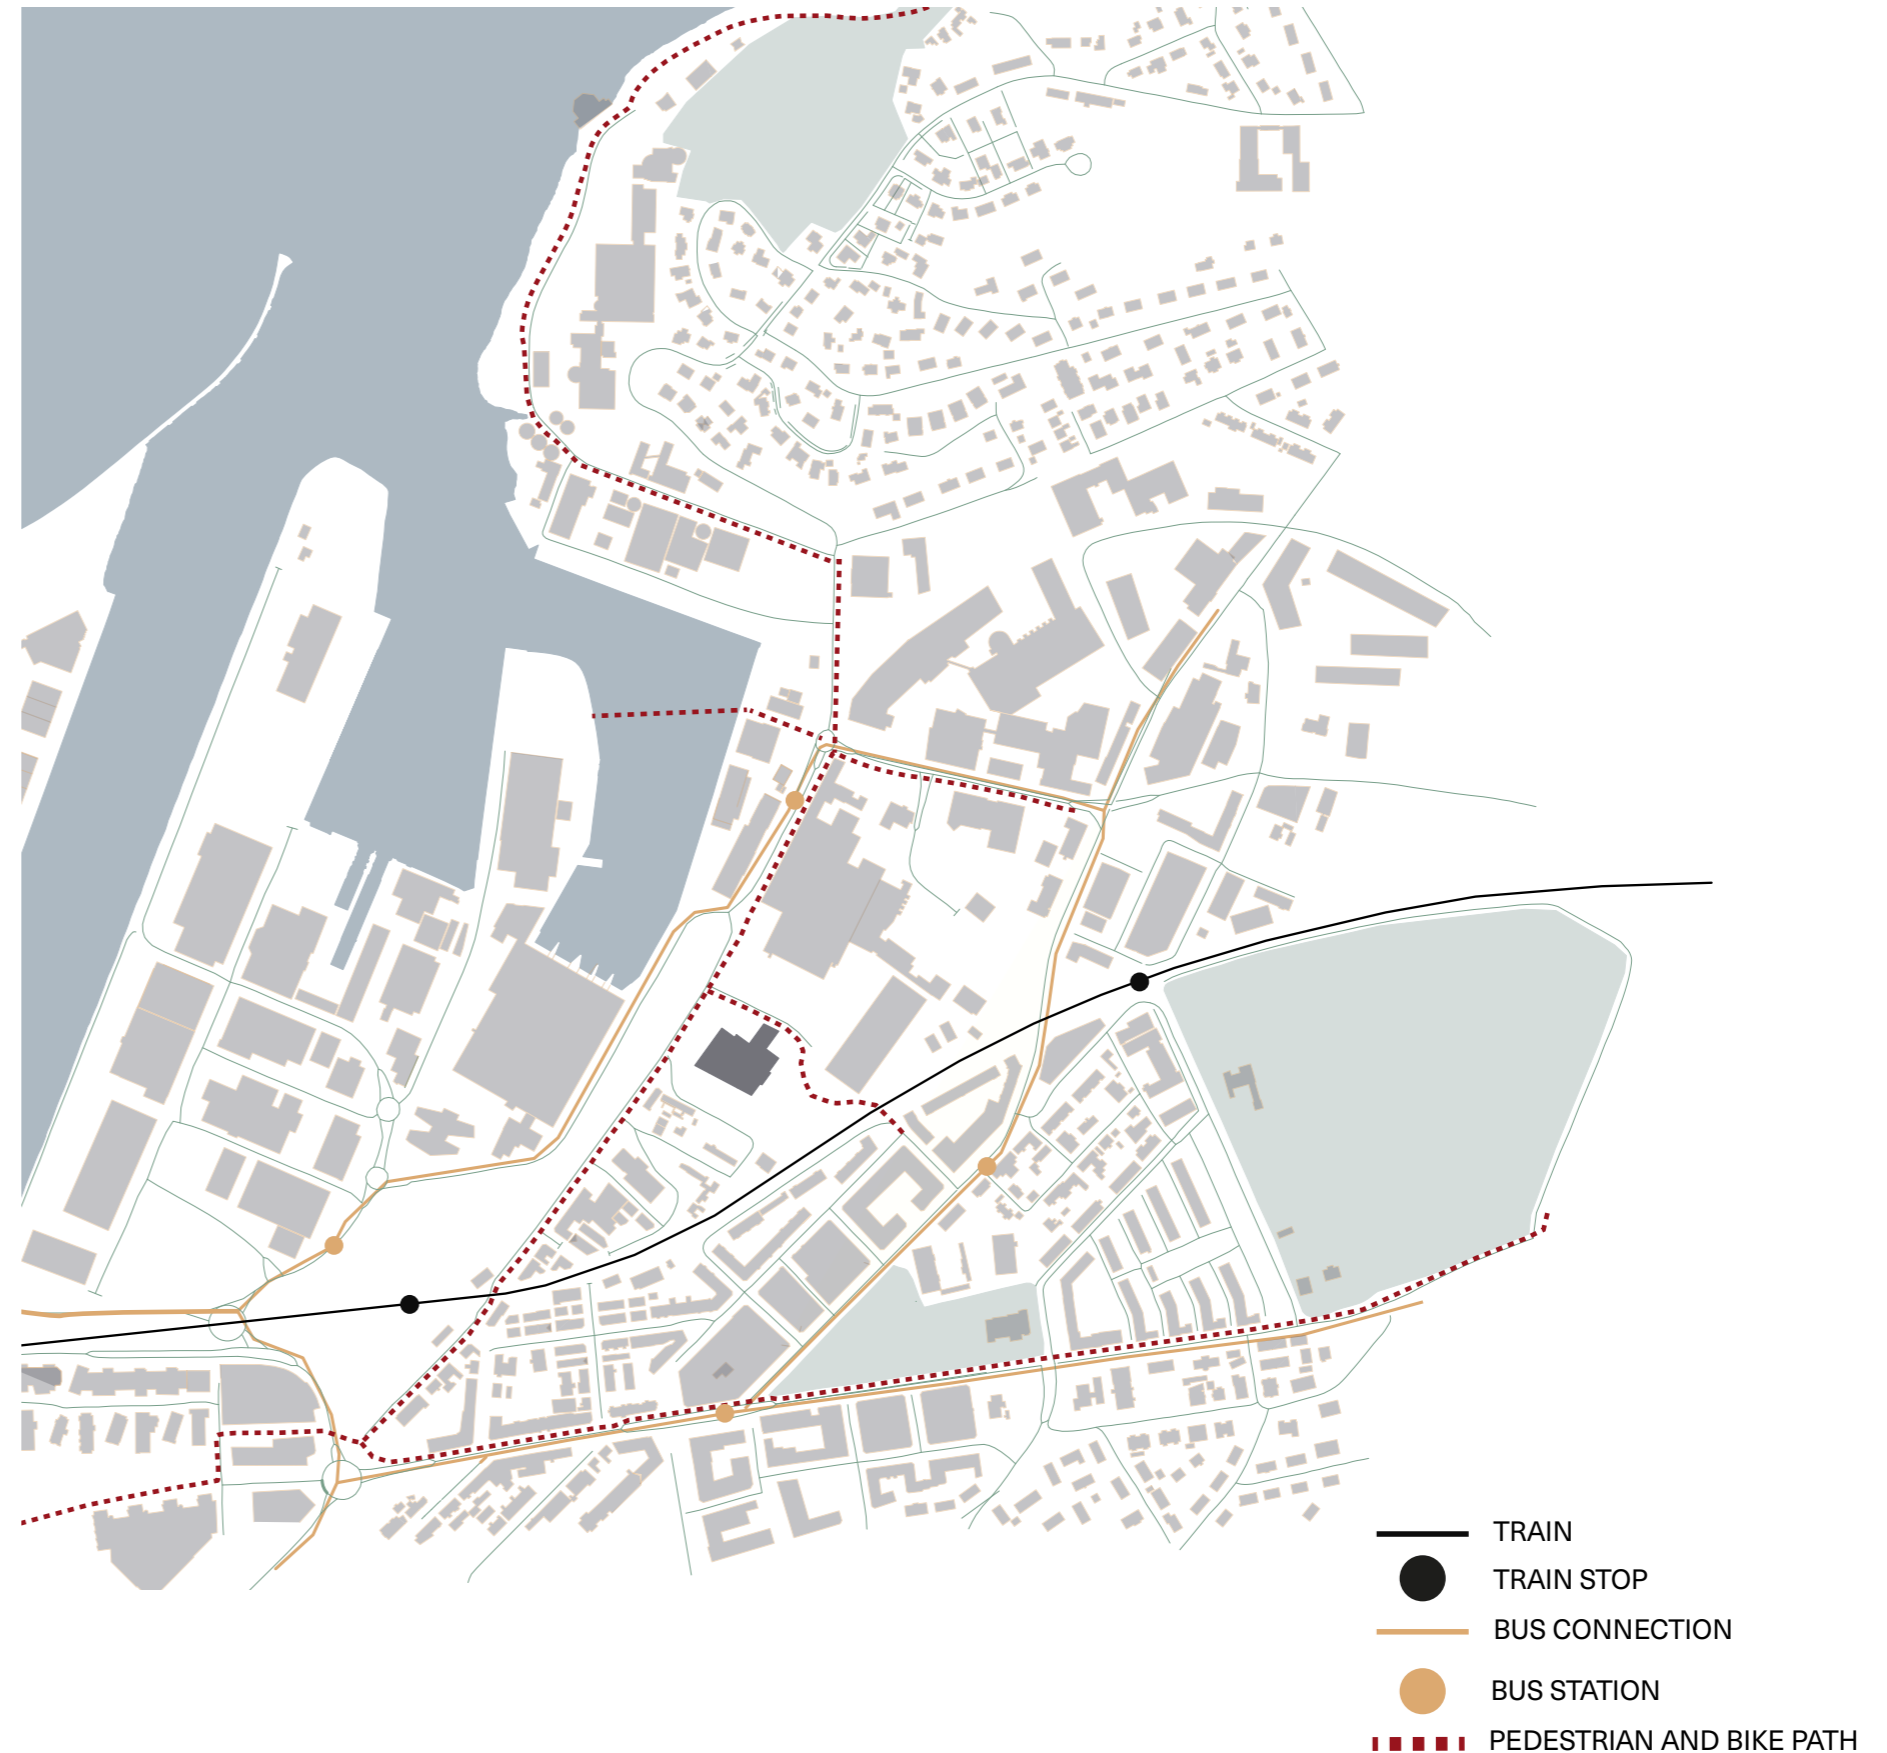 TRAIN
TRAIN STOP
BUS CONNECTION
BUS STATION
PEDESTRIAN AND BIKE PATH